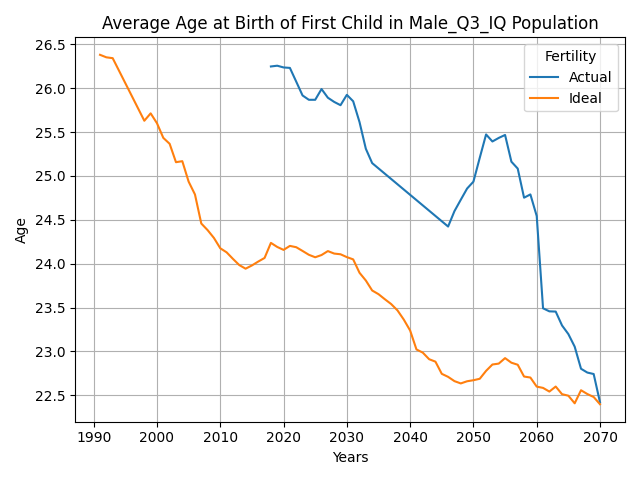 Average Age at Birth of First Child in Male_Q3_IQ Population
Fertility
Actual
Ideal
Age
26.5
26.0
25.5
25.0
24.5
24.0
23.5
23.0
22.5
1990 2000 2010 2020 2030 2040 2050 2060 2070
Years